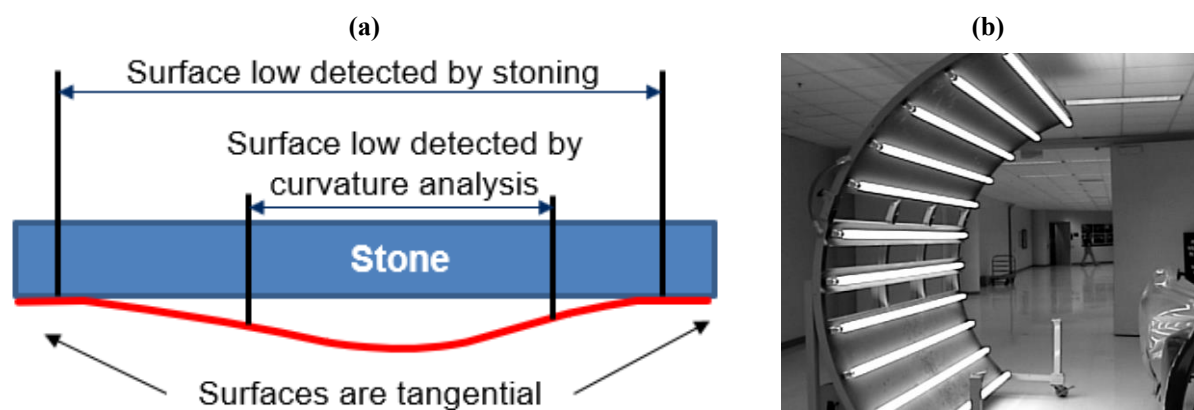 (a)
(b)
Surface low detected by stoning
Surface low detected by
curvature analysis
Stone
Surfaces are tangential